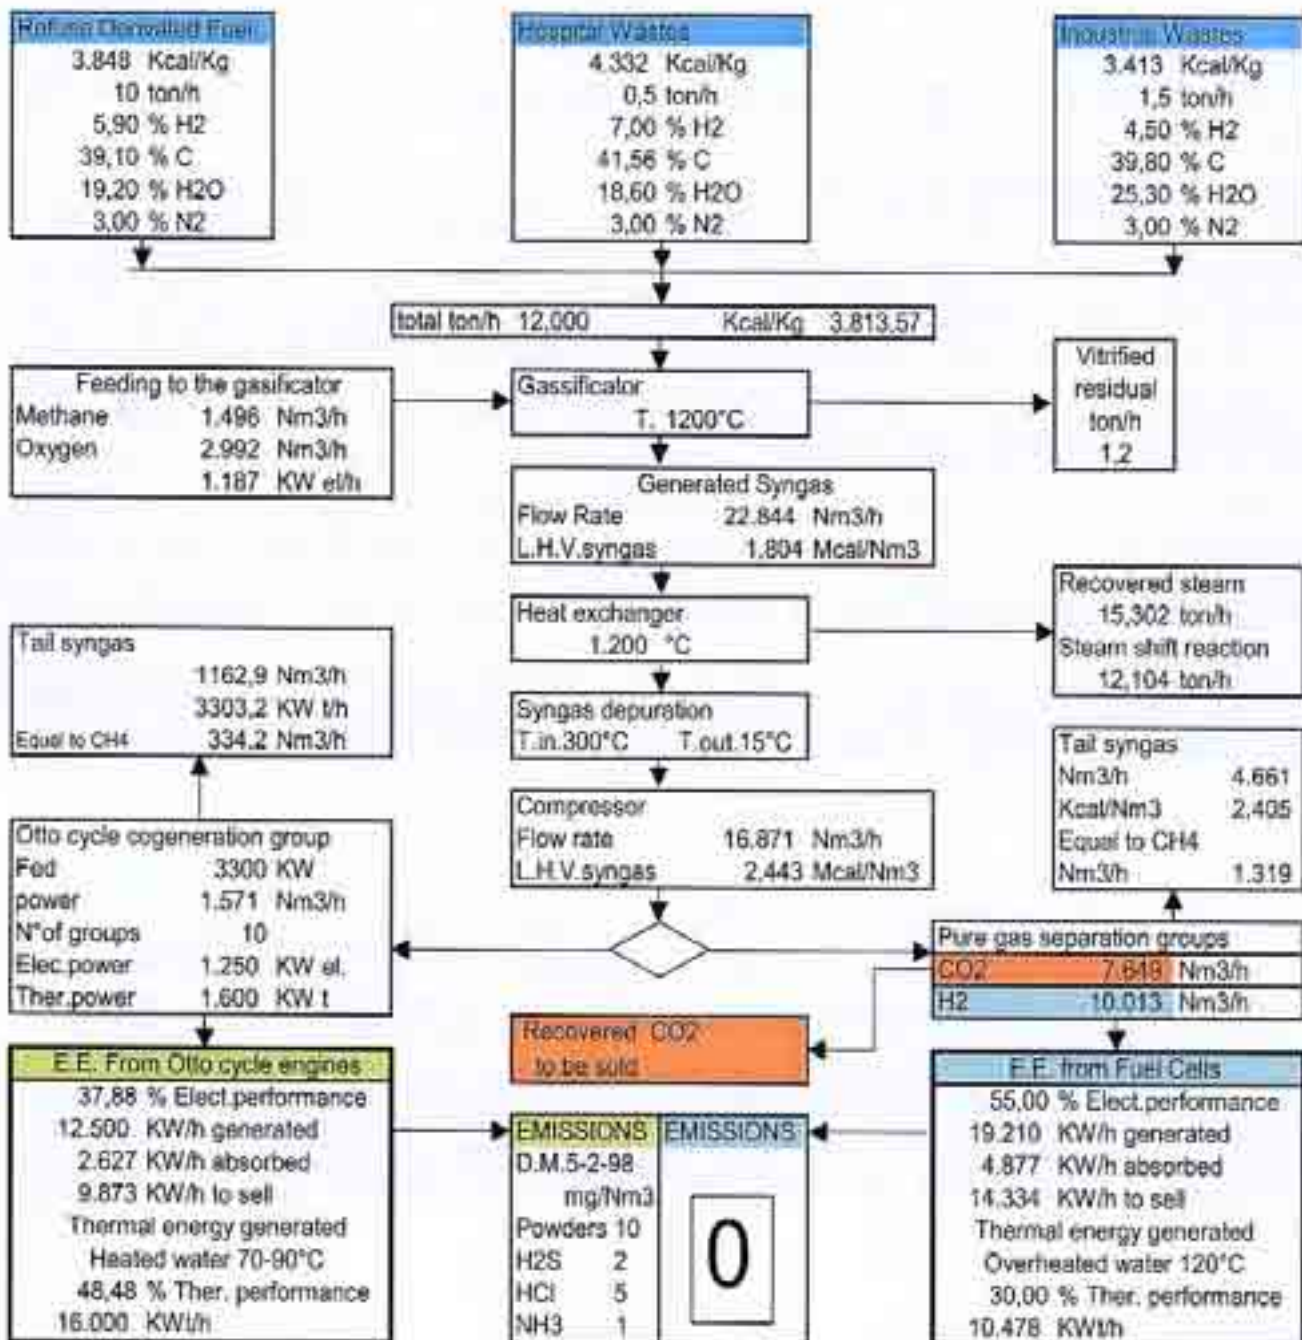 Refuse Derivated Fuel
3.848 Kcal/Kg
10 ton/h
5,90 % H2
39,10 % C
19,20 % H2O
3,00 % N2
Hospital Wastes
4.332 Kcal/Kg
0,5 ton/h
7,00 % H2
41,56 % C
18,60 % H2O
3,00 % N2
Industrial Wastes
3.413 Kcal/Kg
1,5 ton/h
4,50 % H2
39,80 % C
25,30 % H2O
3,00 % N2
total ton/h 12,000 Kcal/Kg 3.813,57
Feeding to the gasificator
Methane 1.496 Nm3/h
Oxygen 2.992 Nm3/h
1.187 KW el/h
Gassificator
T. 1200°C
Vitrified
residual
ton/h
1,2
Generated Syngas
Flow Rate 22.844 Nm3/h
L.H.V.syngas 1,804 Mcal/Nm3
Heat exchanger
1.200 °C
Recovered steam
15,302 ton/h
Steam shift reaction
12,104 ton/h
Tail syngas
1162,9 Nm3/h
3303,2 KW t/h
Equal to CH4 334,2 Nm3/h
Syngas depuration
T.in.300°C T.out.15°C
Compressor
Flow rate 16.871 Nm3/h
L.H.V.syngas 2,443 Mcal/Nm3
Tail syngas
Nm3/h 4.661
Kcal/Nm3 2.405
Equal to CH4
Nm3/h 1.319
Otto cycle cogeneration group
Fed 3300 KW
power 1.571 Nm3/h
N°of groups 10
Elec.power 1.250 KW el.
Ther.power 1.600 KW t
Pure gas separation groups
CO2 7.649 Nm3/h
H2 10.013 Nm3/h
Recovered CO2
to be sold
E.E. From Otto cycle engines
37,88 % Elect.performance
12.500 KW/h generated
2.627 KW/h absorbed
9.873 KW/h to sell
Thermal energy generated
Heated water 70-90°C
48,48 % Ther. performance
16.000 KWt/h
EMISSIONS
D.M.5-2-98
mg/Nm3
Powders 10
H2S 2
HCl 5
NH3 1
EMISSIONS
0
E.E. from Fuel Cells
55,00 % Elect.performance
19.210 KW/h generated
4.877 KW/h absorbed
14.334 KW/h to sell
Thermal energy generated
Overheated water 120°C
30,00 % Ther. performance
10.478 KWt/h